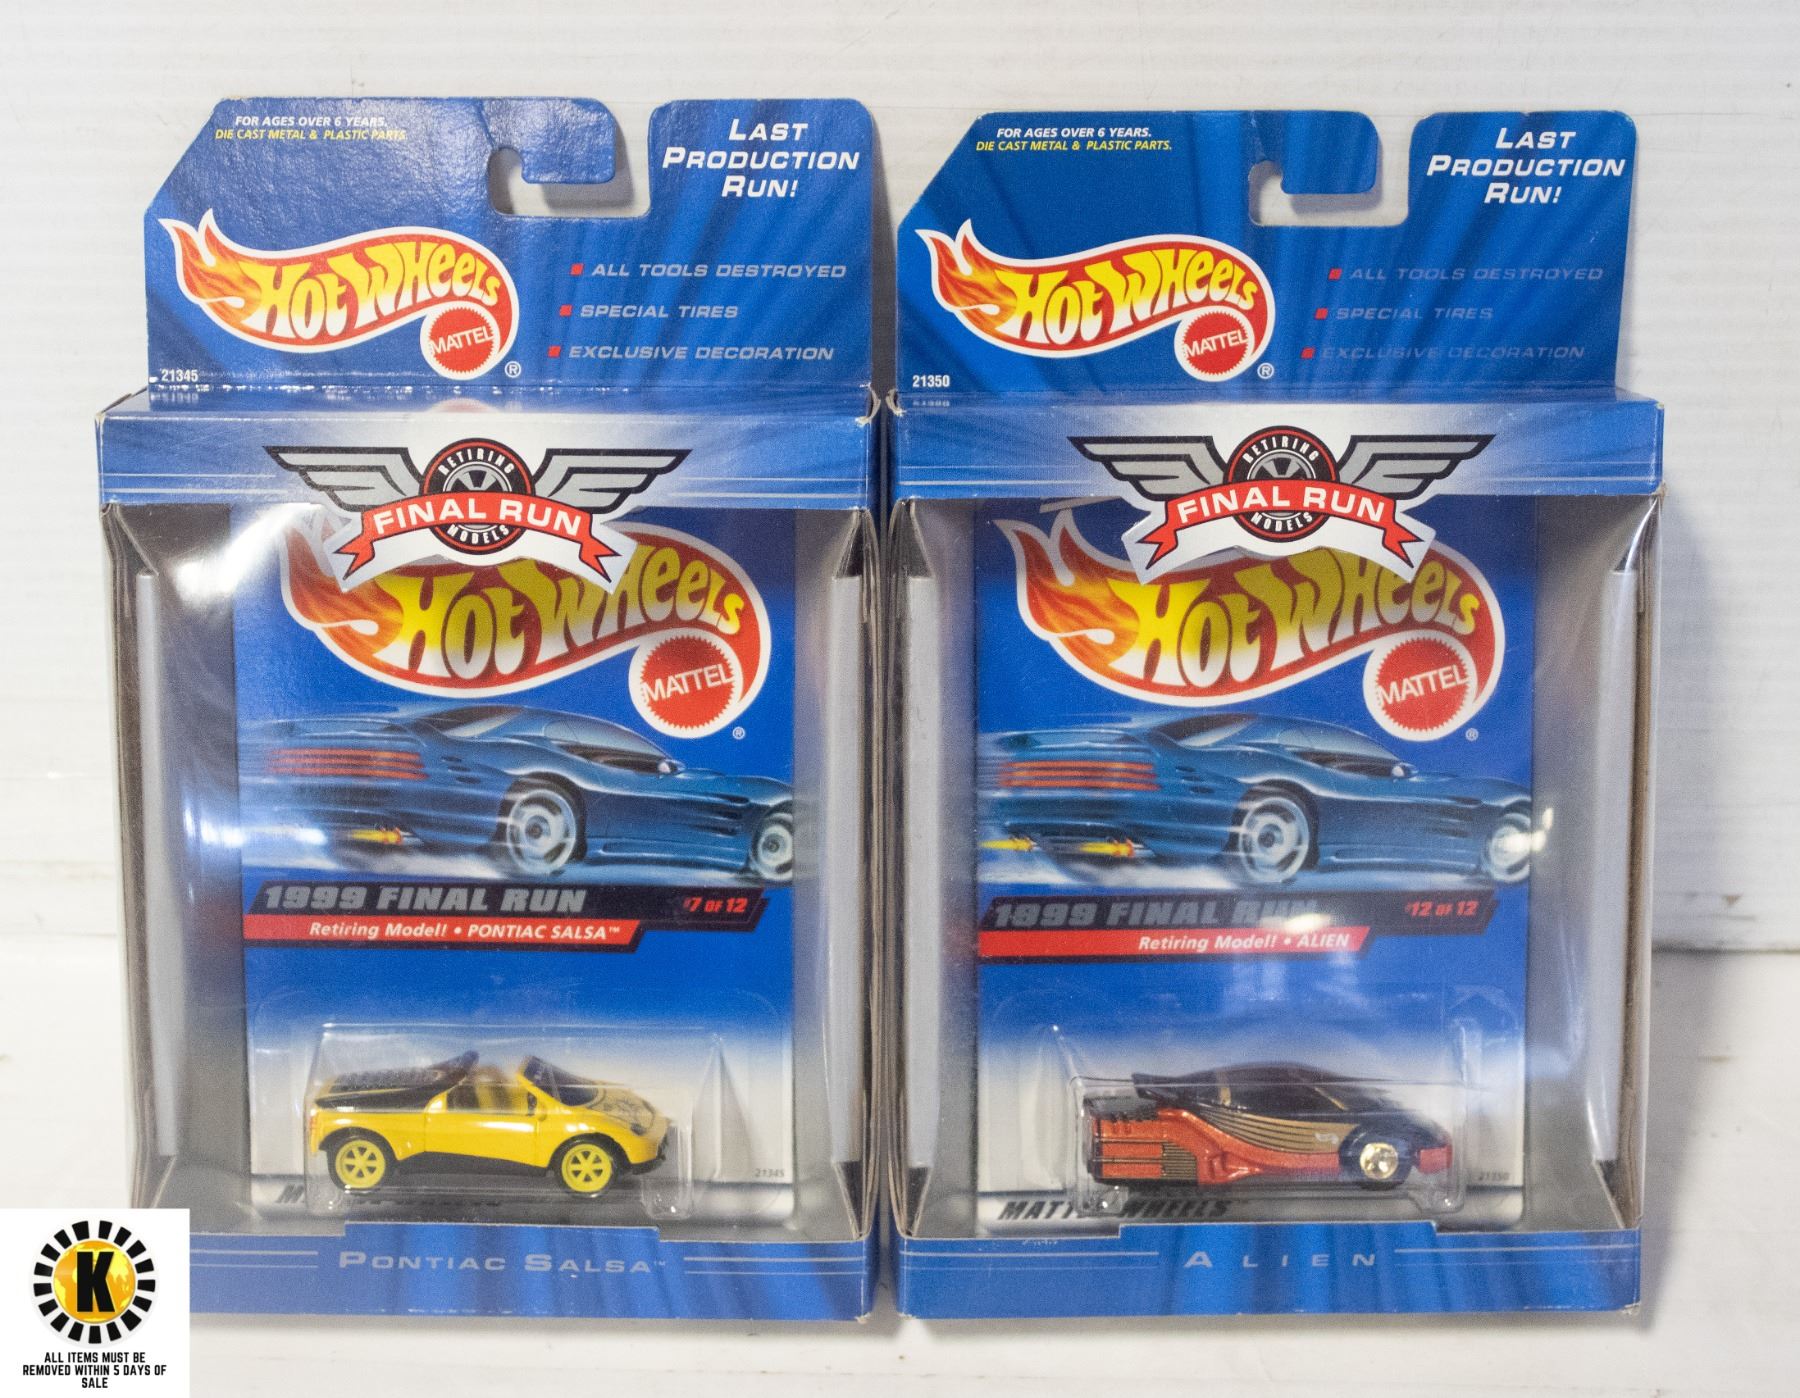 FOR AGES OVER 6 YEARS.
DIE CAST METAL & PLASTIC PARTS.
LAST
PRODUCTION
RUN!
HOT WHEELS
MATTEL
®
ALL TOOLS DESTROYED
SPECIAL TIRES
EXCLUSIVE DECORATION
21345
RETIRING
FINAL RUN
MODELS
HOT WHEELS
MATTEL
®
1999 FINAL RUN
#7 OF 12
Retiring Model! • PONTIAC SALSA™
21345
PONTIAC SALSA™
FOR AGES OVER 6 YEARS.
DIE CAST METAL & PLASTIC PARTS.
LAST
PRODUCTION
RUN!
HOT WHEELS
MATTEL
®
ALL TOOLS DESTROYED
SPECIAL TIRES
EXCLUSIVE DECORATION
21350
RETIRING
FINAL RUN
MODELS
HOT WHEELS
MATTEL
®
1999 FINAL RUN
#12 OF 12
Retiring Model! • ALIEN
21350
MATTEL WHEELS
ALIEN
K
ALL ITEMS MUST BE
REMOVED WITHIN 5 DAYS OF
SALE